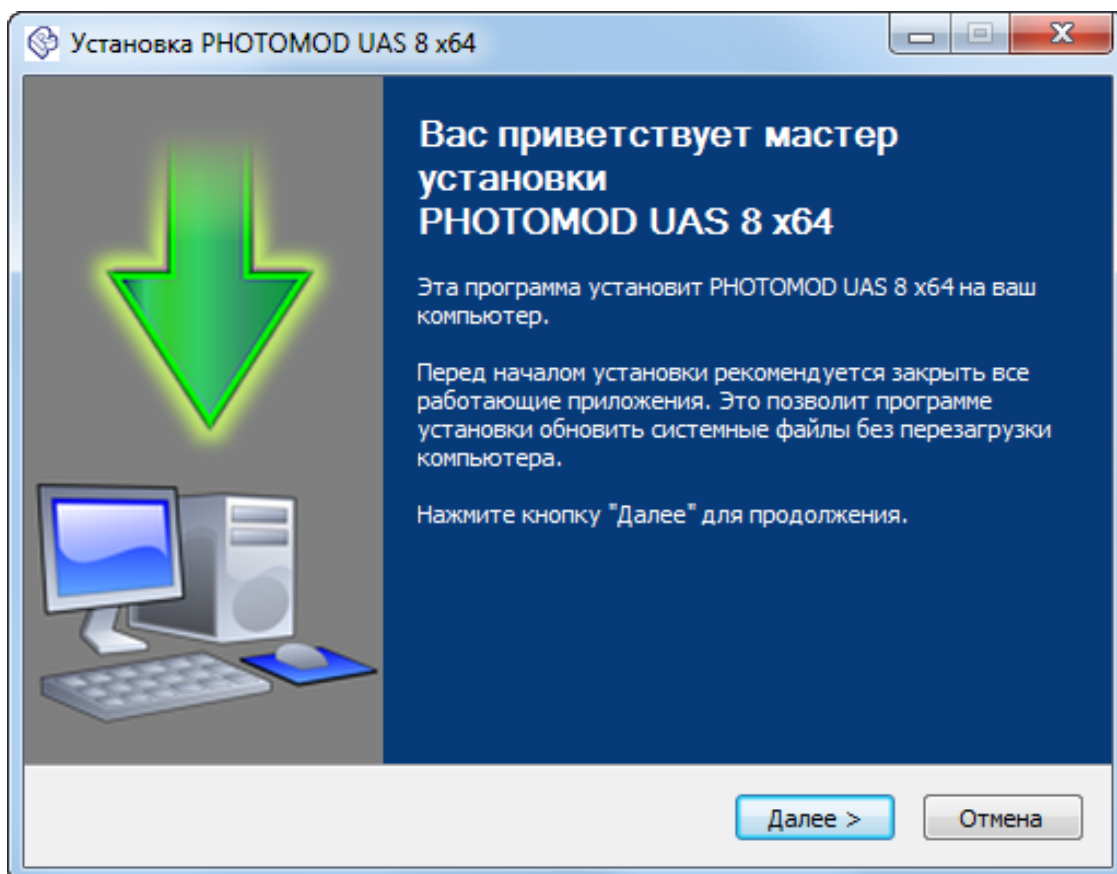 Установка PHOTOMOD UAS 8 x64
Вас приветствует мастер
установки
PHOTOMOD UAS 8 x64
Эта программа установит PHOTOMOD UAS 8 x64 на ваш
компьютер.
Перед началом установки рекомендуется закрыть все
работающие приложения. Это позволит программе
установки обновить системные файлы без перезагрузки
компьютера.
Нажмите кнопку "Далее" для продолжения.
Далее >
Отмена